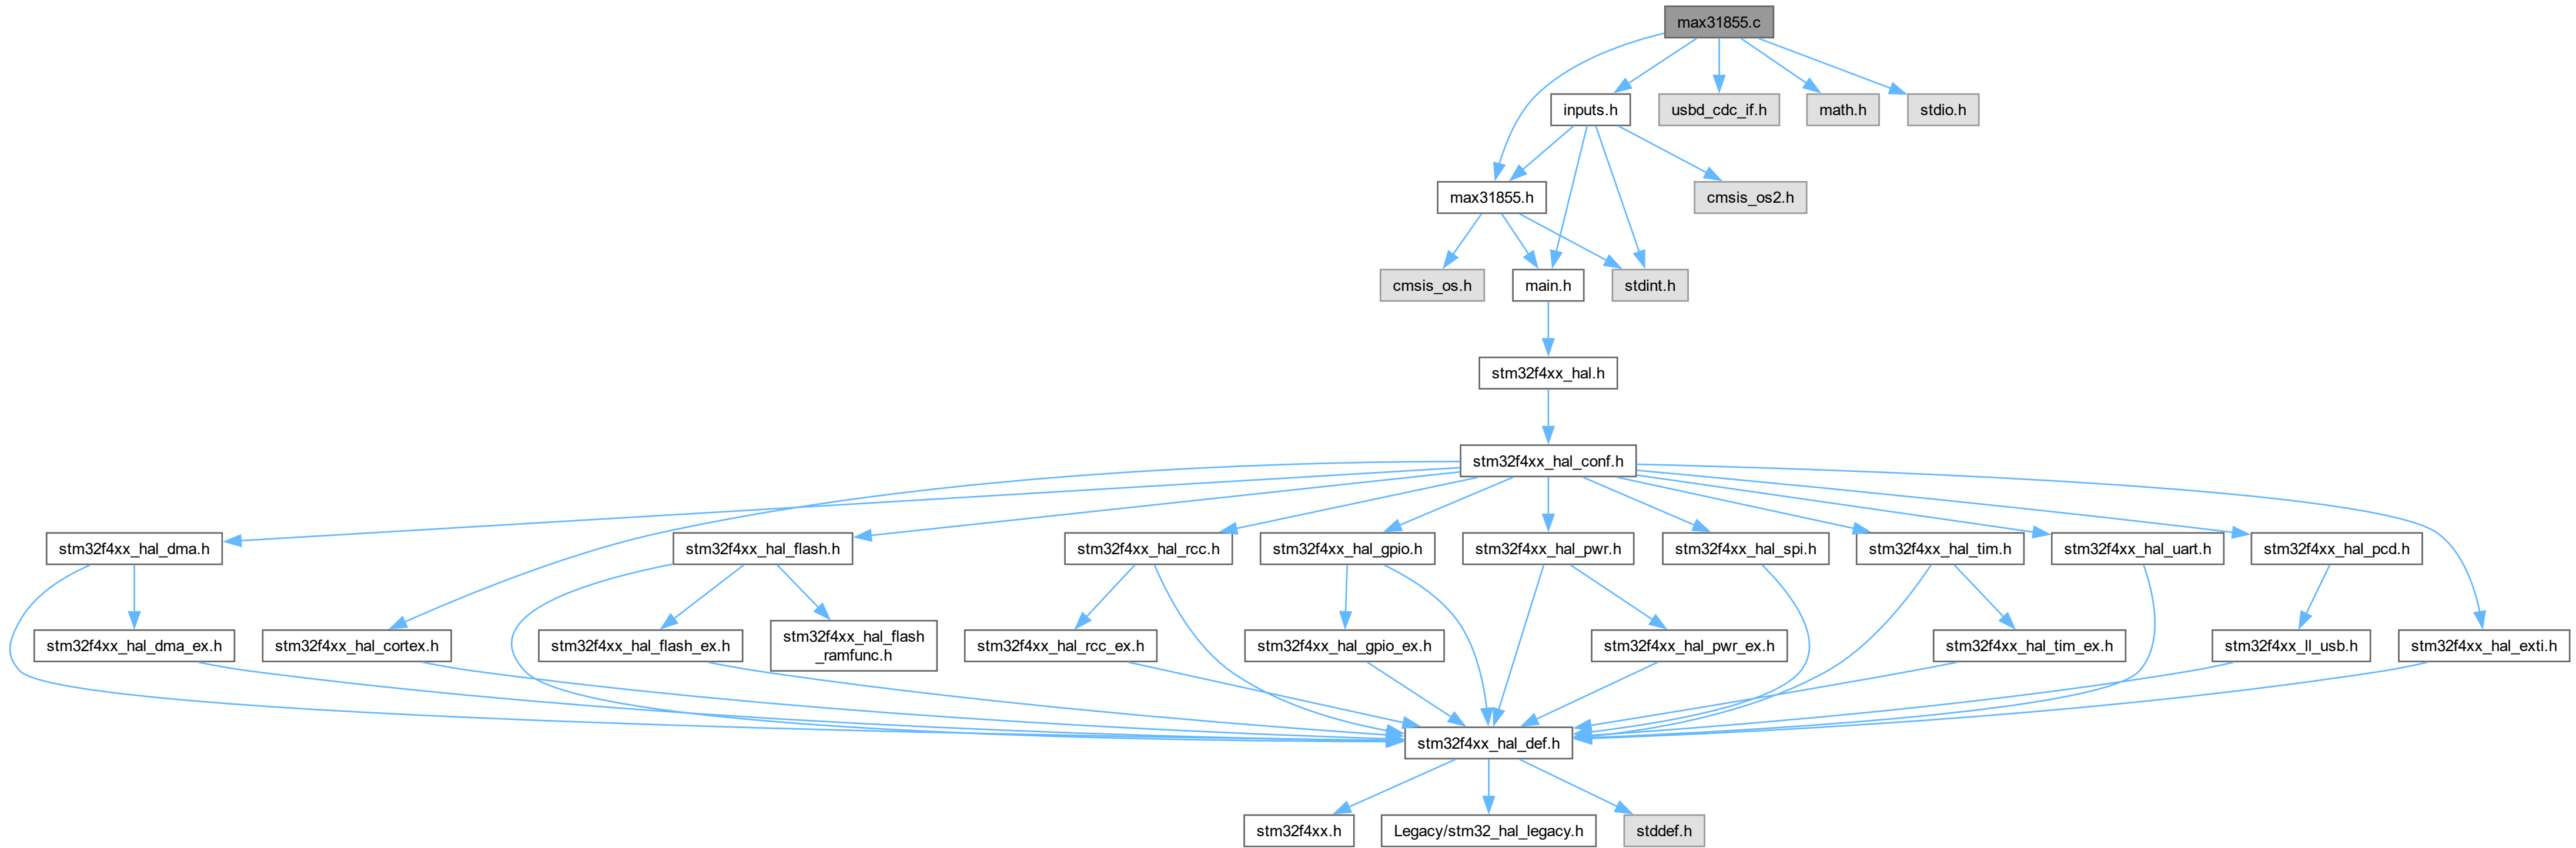 max31855.c
inputs.h
usbd_cdc_if.h
math.h
stdio.h
max31855.h
cmsis_os2.h
cmsis_os.h
main.h
stdint.h
stm32f4xx_hal.h
stm32f4xx_hal_conf.h
stm32f4xx_hal_dma.h
stm32f4xx_hal_flash.h
stm32f4xx_hal_rcc.h
stm32f4xx_hal_gpio.h
stm32f4xx_hal_pwr.h
stm32f4xx_hal_spi.h
stm32f4xx_hal_tim.h
stm32f4xx_hal_uart.h
stm32f4xx_hal_pcd.h
stm32f4xx_hal_dma_ex.h
stm32f4xx_hal_cortex.h
stm32f4xx_hal_flash_ex.h
stm32f4xx_hal_flash
_ramfunc.h
stm32f4xx_hal_rcc_ex.h
stm32f4xx_hal_gpio_ex.h
stm32f4xx_hal_pwr_ex.h
stm32f4xx_hal_tim_ex.h
stm32f4xx_ll_usb.h
stm32f4xx_hal_exti.h
stm32f4xx_hal_def.h
stm32f4xx.h
Legacy/stm32_hal_legacy.h
stddef.h